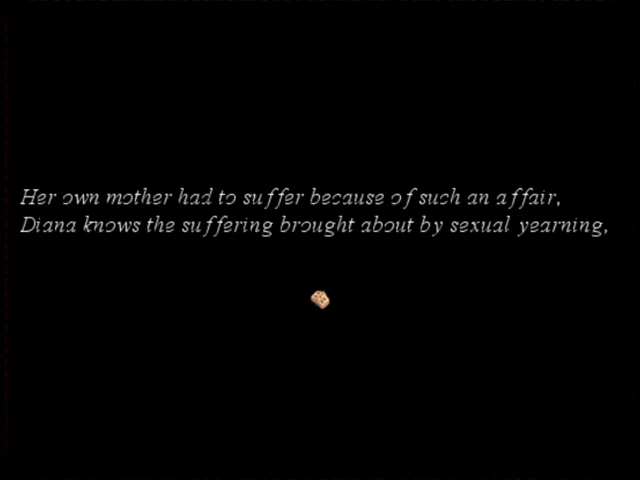 Her own mother had to suffer because of such an affair,
Diana knows the suffering brought about by sexual yearning,